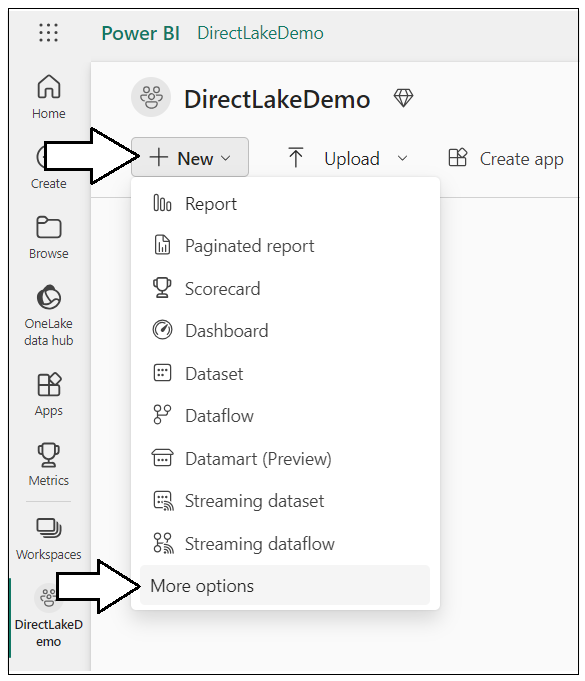 Power BI DirectLakeDemo
Home
Create
Browse
OneLake
data hub
Apps
Metrics
Workspaces
DirectLakeD
emo
DirectLakeDemo
New
Upload
Create app
Report
Paginated report
Scorecard
Dashboard
Dataset
Dataflow
Datamart (Preview)
Streaming dataset
Streaming dataflow
More options